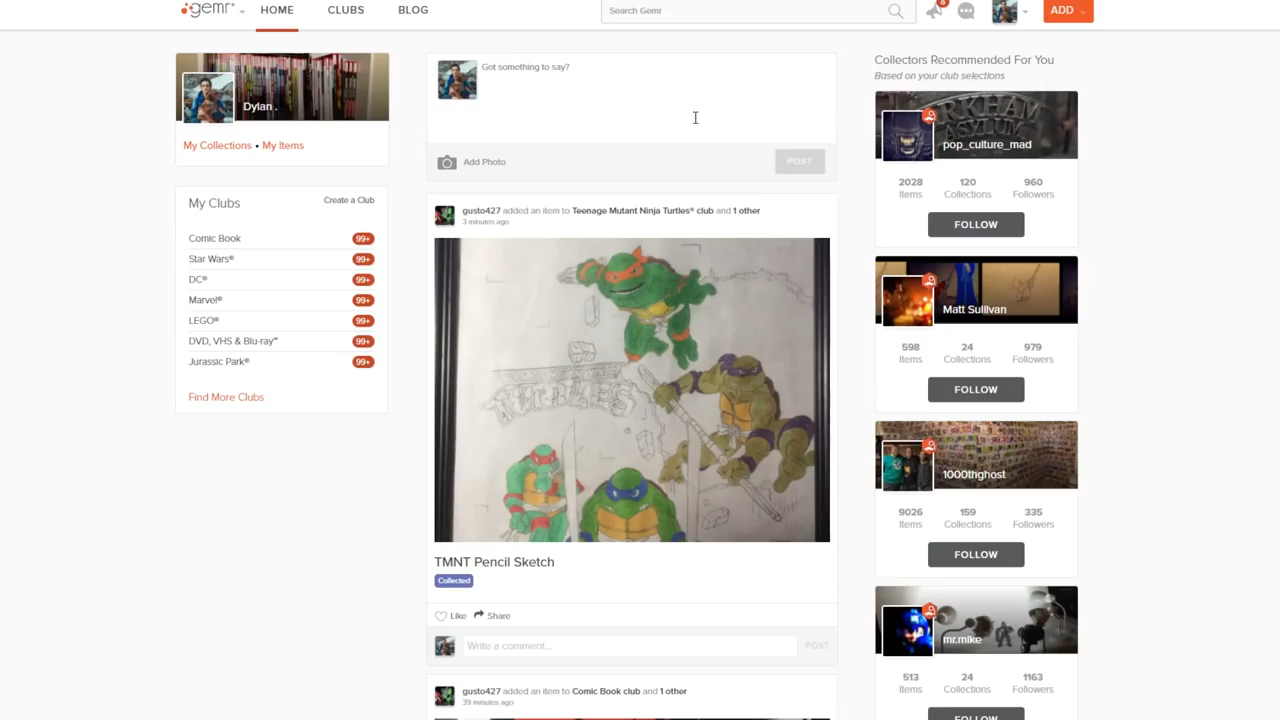 gemr
HOME
CLUBS
BLOG
Search Gemr
8
ADD
Dylan .
My Collections • My Items
My Clubs
Create a Club
Comic Book
99+
Star Wars®
99+
DC®
99+
Marvel®
99+
LEGO®
99+
DVD, VHS & Blu-ray™
99+
Jurassic Park®
99+
Find More Clubs
Got something to say?
Add Photo
POST
gusto427 added an item to Teenage Mutant Ninja Turtles® club and 1 other
3 minutes ago
TURTLES
TMNT Pencil Sketch
Collected
Like
Share
Write a comment...
POST
gusto427 added an item to Comic Book club and 1 other
39 minutes ago
Collectors Recommended For You
Based on your club selections
ARKHAM
ASYLUM
pop_culture_mad
2028
120
960
Items
Collections
Followers
FOLLOW
Matt Sullivan
598
24
979
Items
Collections
Followers
FOLLOW
1000thghost
9026
159
335
Items
Collections
Followers
FOLLOW
mr.mike
513
24
1163
Items
Collections
Followers
FOLLOW